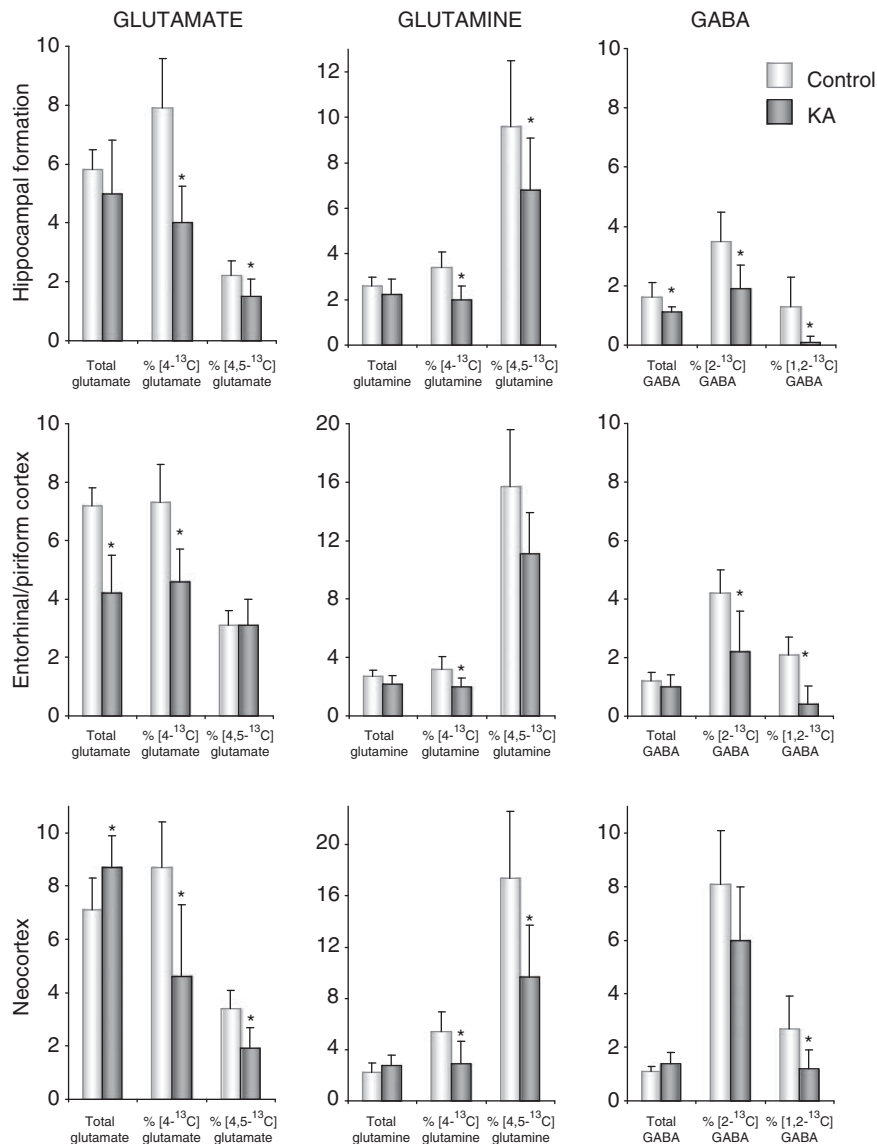 GLUTAMATE GLUTAMINE GABA
Control
KA
Hippocampal formation
10
8
6
4
2
0
Total glutamate
% [4-¹³C] glutamate
% [4,5-¹³C] glutamate
*
*
12
10
8
6
4
2
0
Total glutamine
% [4-¹³C] glutamine
% [4,5-¹³C] glutamine
*
*
10
8
6
4
2
0
Total GABA
% [2-¹³C] GABA
% [1,2-¹³C] GABA
*
*
*
Entorhinal/piriform cortex
10
8
6
4
2
0
Total glutamate
% [4-¹³C] glutamate
% [4,5-¹³C] glutamate
*
*
20
16
12
8
4
0
Total glutamine
% [4-¹³C] glutamine
% [4,5-¹³C] glutamine
*
10
8
6
4
2
0
Total GABA
% [2-¹³C] GABA
% [1,2-¹³C] GABA
*
*
Neocortex
10
8
6
4
2
0
Total glutamate
% [4-¹³C] glutamate
% [4,5-¹³C] glutamate
*
*
*
20
16
12
8
4
0
Total glutamine
% [4-¹³C] glutamine
% [4,5-¹³C] glutamine
*
*
10
8
6
4
2
0
Total GABA
% [2-¹³C] GABA
% [1,2-¹³C] GABA
*